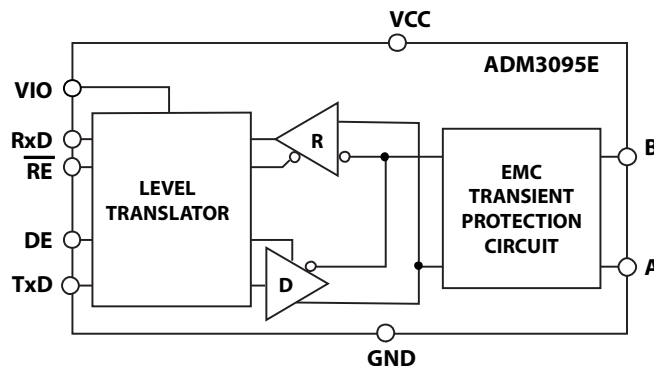 VCC
ADM3095E
VIO
RxD
RE
DE
TxD
LEVEL
TRANSLATOR
R
D
EMC
TRANSIENT
PROTECTION
CIRCUIT
B
A
GND